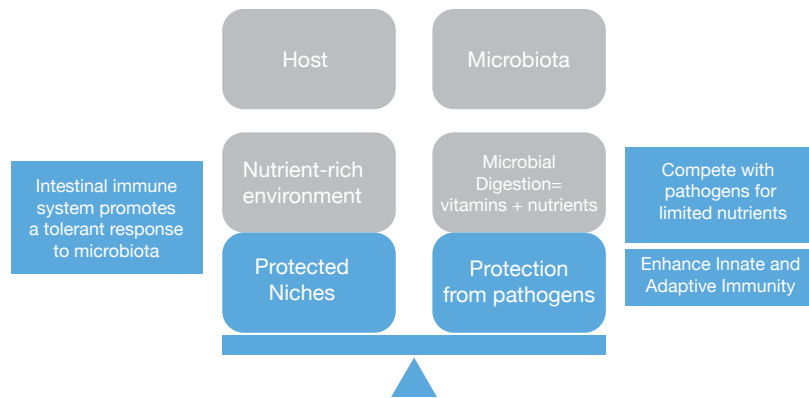 Host
Microbiota
Intestinal immune
system promotes
a tolerant response
to microbiota
Nutrient-rich
environment
Microbial
Digestion=
vitamins + nutrients
Compete with
pathogens for
limited nutrients
Protected
Niches
Protection
from pathogens
Enhance Innate and
Adaptive Immunity